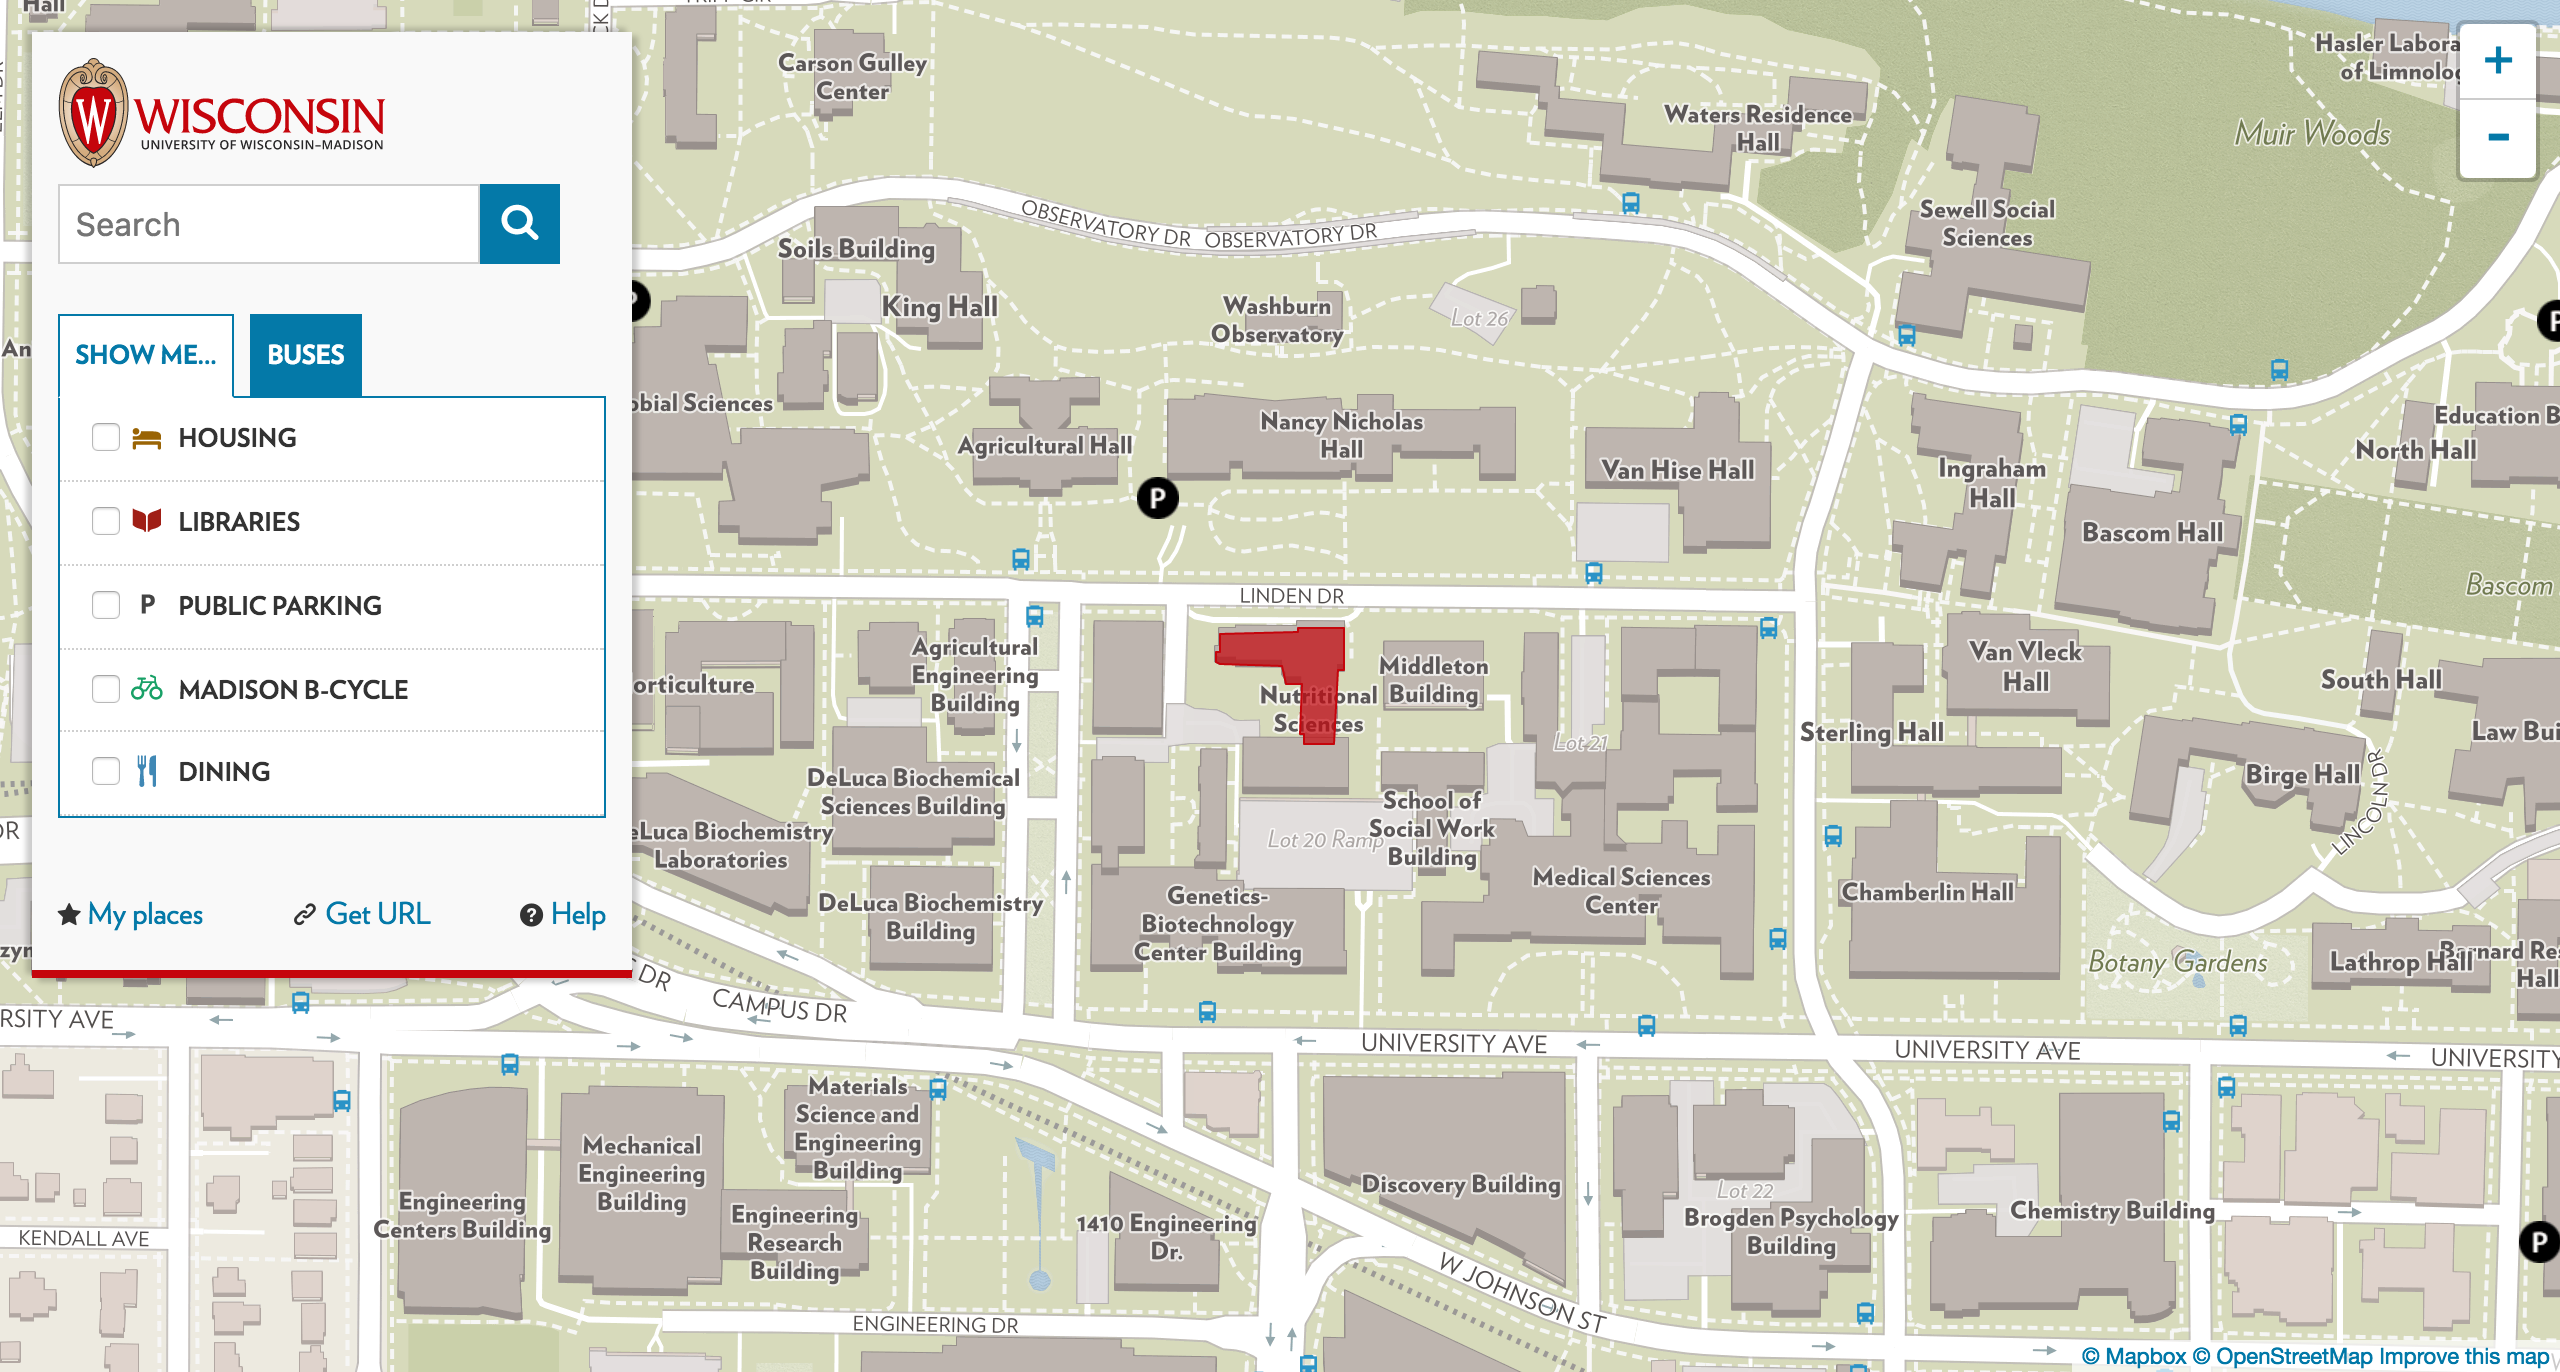 Hall
TRIPP CIR
Carson Gulley
Center
Hasler Labora
of Limnolog
+
-
Muir Woods
Waters Residence
Hall
W
WISCONSIN
UNIVERSITY OF WISCONSIN–MADISON
Search
SHOW ME...
BUSES
HOUSING
LIBRARIES
P PUBLIC PARKING
MADISON B-CYCLE
DINING
My places
Get URL
? Help
OBSERVATORY DR
OBSERVATORY DR
Sewell Social
Sciences
Soils Building
King Hall
Washburn
Observatory
Lot 26
P
An
obial Sciences
Agricultural Hall
Nancy Nicholas
Hall
Van Hise Hall
Ingraham
Hall
Bascom Hall
North Hall
Education B
P
Bascom
LINDEN DR
orticulture
Agricultural
Engineering
Building
Nutritional
Sciences
Middleton
Building
Lot 21
Van Vleck
Hall
South Hall
Sterling Hall
Law Bui
Birge Hall
LINCOLN DR
DeLuca Biochemical
Sciences Building
eLuca Biochemistry
Laboratories
School of
Social Work
Building
Lot 20 Ramp
DeLuca Biochemistry
Building
Genetics-
Biotechnology
Center Building
Medical Sciences
Center
Chamberlin Hall
Botany Gardens
Lathrop Hall
Barnard Res
Hall
DR
zyn
DR
CAMPUS DR
RSITY AVE
UNIVERSITY AVE
UNIVERSITY AVE
UNIVERSITY
Materials
Science and
Engineering
Building
Mechanical
Engineering
Building
Engineering
Centers Building
Engineering
Research
Building
1410 Engineering
Dr.
Discovery Building
Lot 22
Brogden Psychology
Building
Chemistry Building
P
KENDALL AVE
W JOHNSON ST
ENGINEERING DR
© Mapbox © OpenStreetMap Improve this map